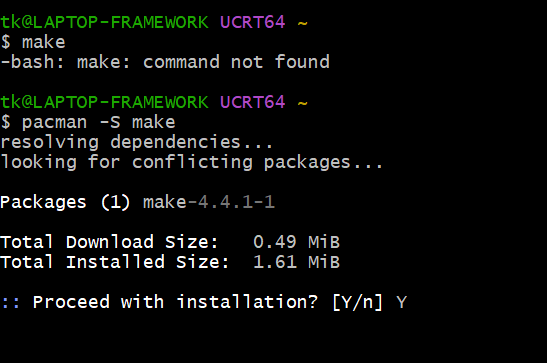 tk@LAPTOP-FRAMEWORK UCRT64 ~
$ make
-bash: make: command not found
tk@LAPTOP-FRAMEWORK UCRT64 ~
$ pacman -S make
resolving dependencies...
looking for conflicting packages...
Packages (1) make-4.4.1-1
Total Download Size:   0.49 MiB
Total Installed Size:  1.61 MiB
:: Proceed with installation? [Y/n] Y